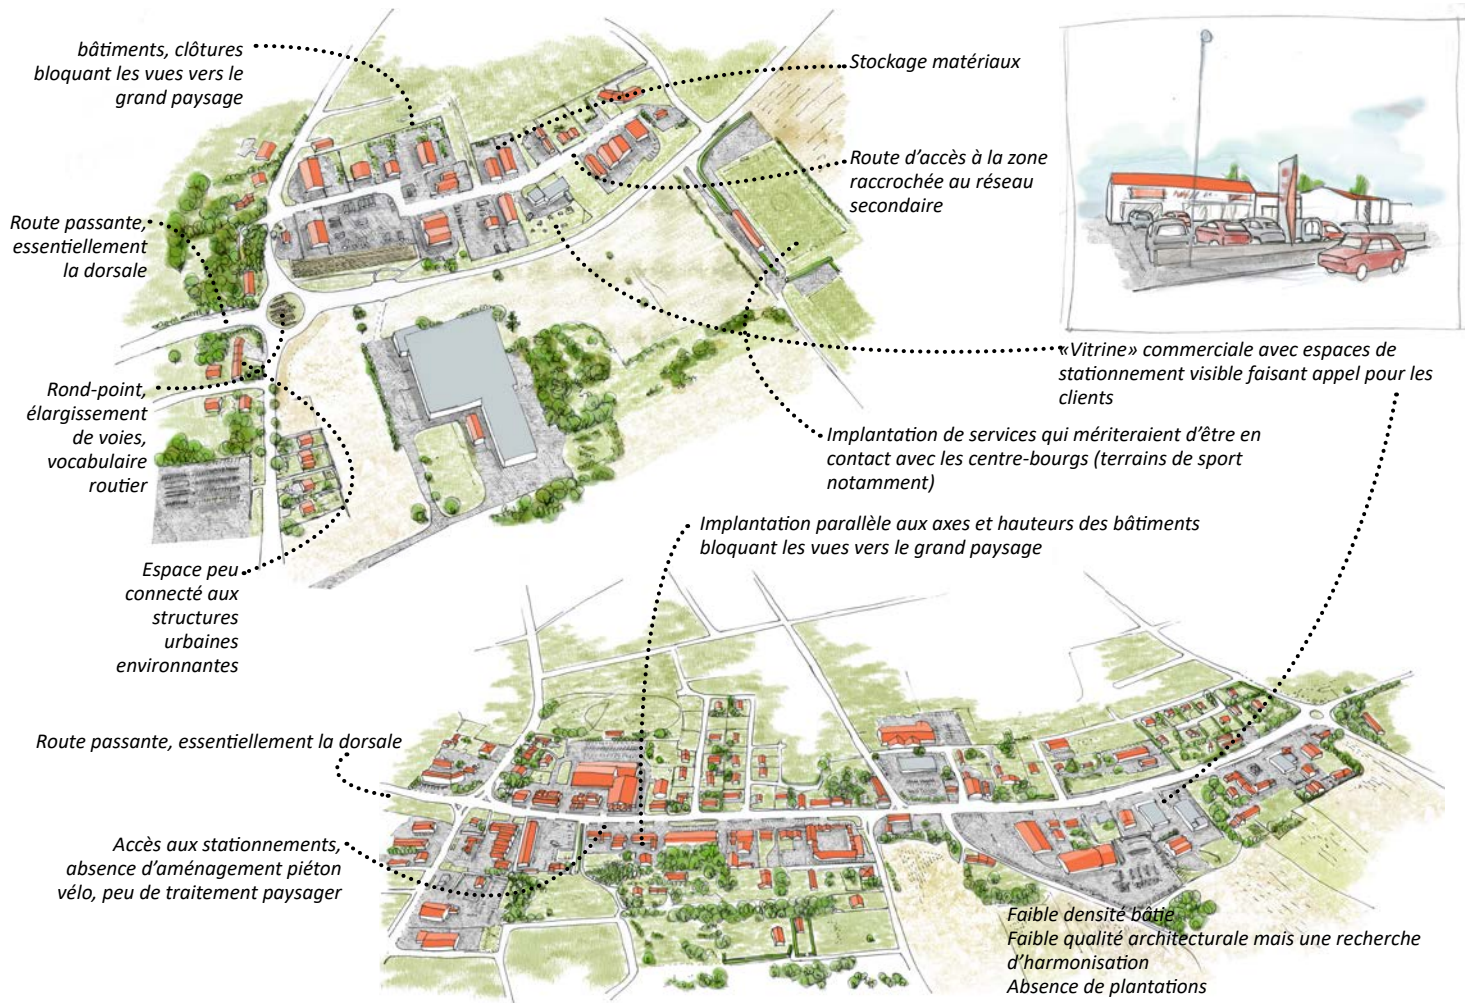 bâtiments, clôtures
bloquant les vues vers le
grand paysage
Stockage matériaux
Route d’accès à la zone
raccrochée au réseau
secondaire
Route passante,
essentiellement
la dorsale
«Vitrine» commerciale avec espaces de
stationnement visible faisant appel pour les
clients
Rond-point,
élargissement
de voies,
vocabulaire
routier
Implantation de services qui mériteraient d’être en
contact avec les centre-bourgs (terrains de sport
notamment)
Implantation parallèle aux axes et hauteurs des bâtiments
bloquant les vues vers le grand paysage
Espace peu
connecté aux
structures
urbaines
environnantes
Route passante, essentiellement la dorsale
Accès aux stationnements,
absence d’aménagement piéton
vélo, peu de traitement paysager
Faible densité bâtie
Faible qualité architecturale mais une recherche
d’harmonisation
Absence de plantations